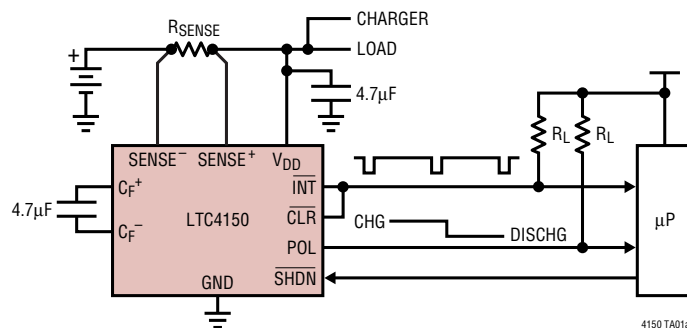 RSENSE
CHARGER
LOAD
+
4.7µF
SENSE– SENSE+ VDD
RL RL
CF+
4.7µF
CF–
LTC4150
INT
CLR
POL
SHDN
GND
CHG
DISCHG
µP
4150 TA01a